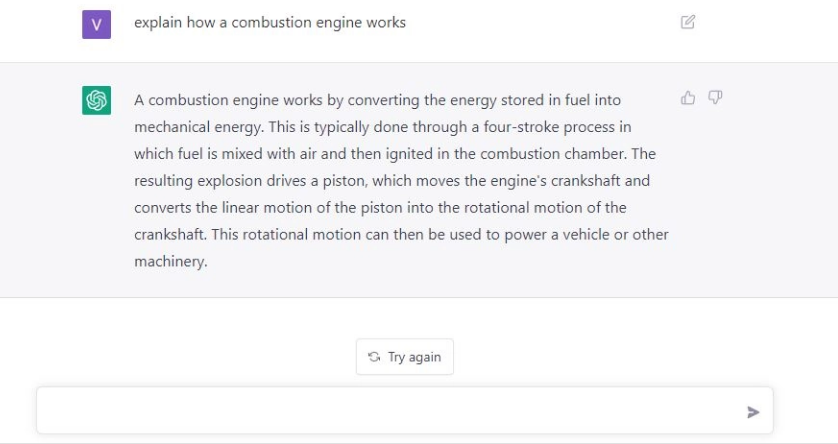 V
explain how a combustion engine works
A combustion engine works by converting the energy stored in fuel into
mechanical energy. This is typically done through a four-stroke process in
which fuel is mixed with air and then ignited in the combustion chamber. The
resulting explosion drives a piston, which moves the engine's crankshaft and
converts the linear motion of the piston into the rotational motion of the
crankshaft. This rotational motion can then be used to power a vehicle or other
machinery.
Try again